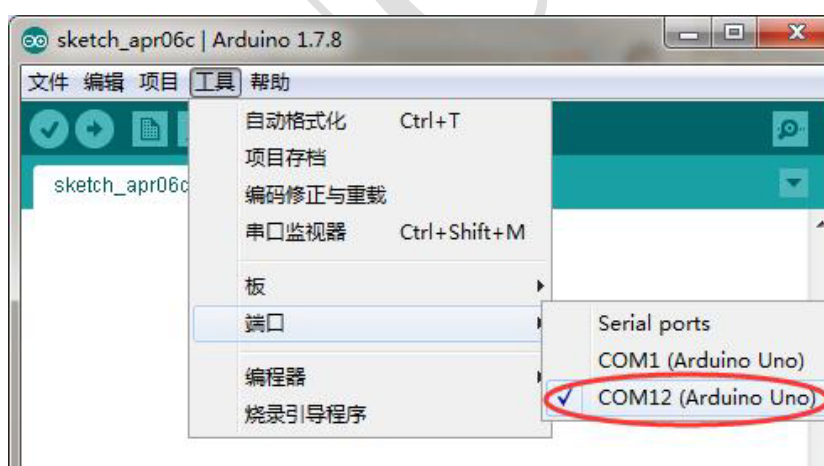 sketch_apr06c | Arduino 1.7.8
文件 编辑 项目 工具 帮助
sketch_apr06c
自动格式化 Ctrl+T
项目存档
编码修正与重载
串口监视器 Ctrl+Shift+M
板
端口
编程器
烧录引导程序
Serial ports
COM1 (Arduino Uno)
COM12 (Arduino Uno)